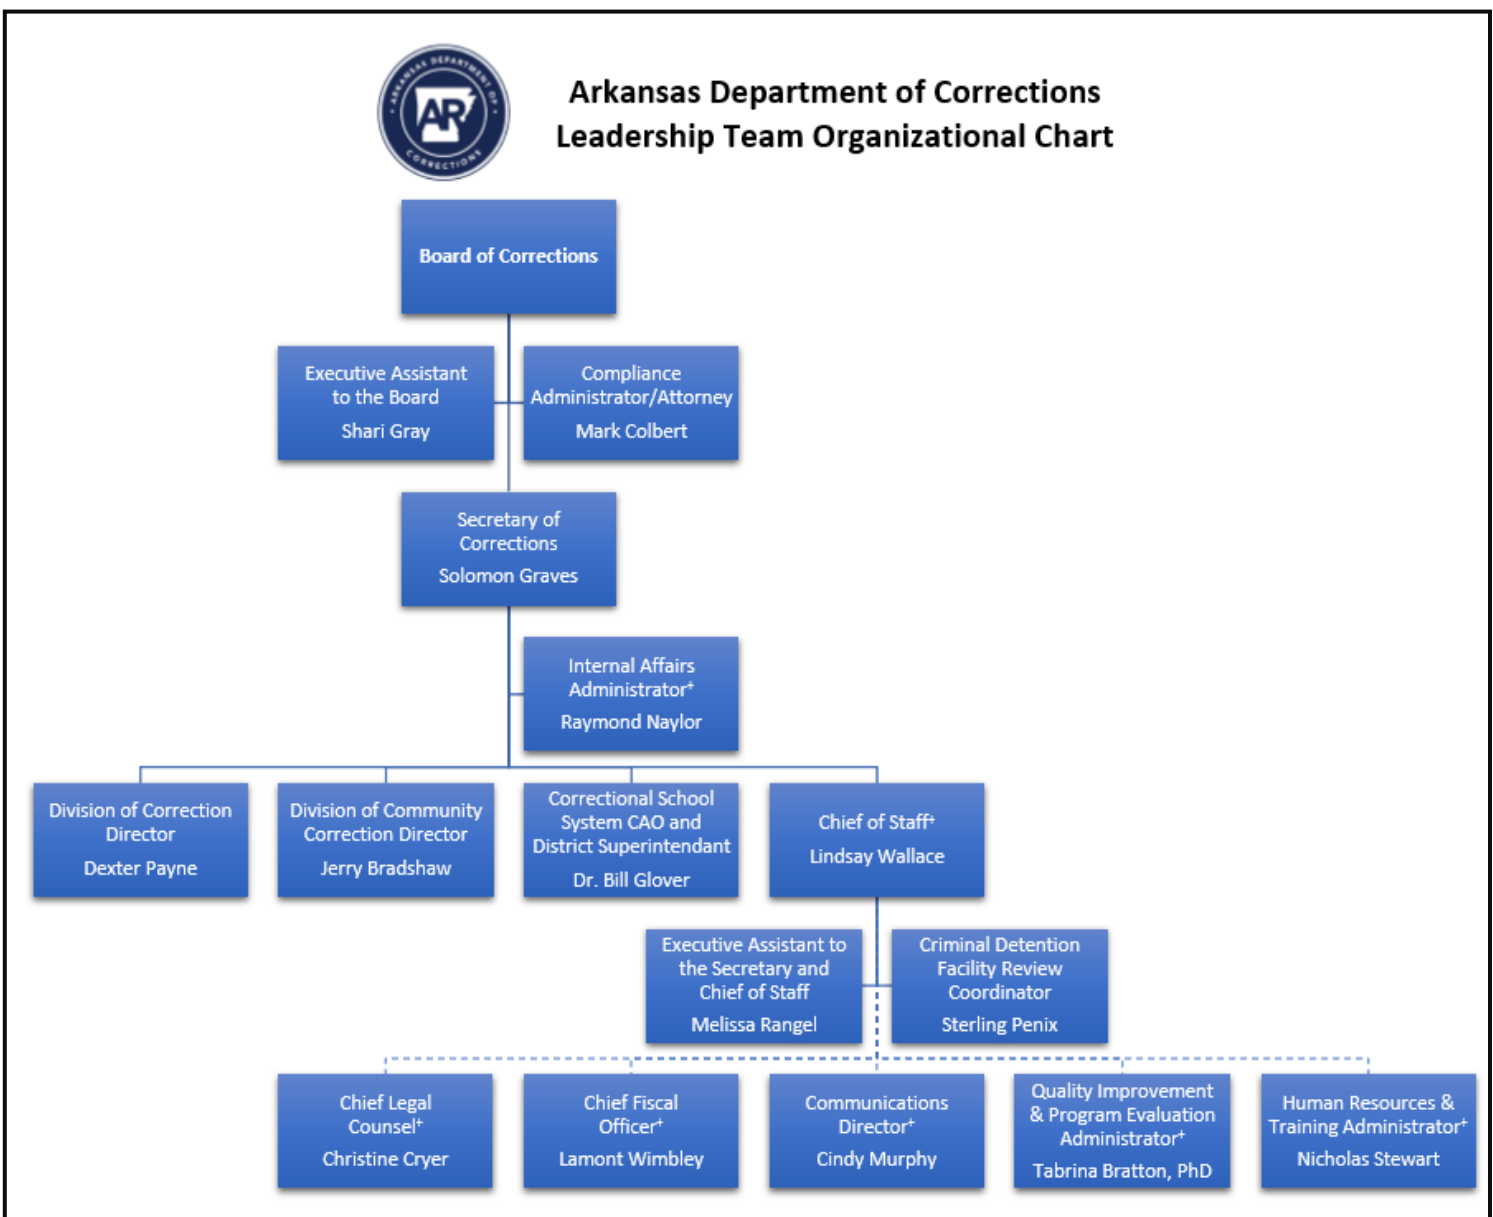 ARKANSAS DEPARTMENT OF
AR
CORRECTIONS
Arkansas Department of Corrections
Leadership Team Organizational Chart
Board of Corrections
Executive Assistant
to the Board
Shari Gray
Compliance
Administrator/Attorney
Mark Colbert
Secretary of
Corrections
Solomon Graves
Internal Affairs
Administrator⁺
Raymond Naylor
Division of Correction
Director
Dexter Payne
Division of Community
Correction Director
Jerry Bradshaw
Correctional School
System CAO and
District Superintendant
Dr. Bill Glover
Chief of Staff⁺
Lindsay Wallace
Executive Assistant to
the Secretary and
Chief of Staff
Melissa Rangel
Criminal Detention
Facility Review
Coordinator
Sterling Penix
Chief Legal
Counsel⁺
Christine Cryer
Chief Fiscal
Officer⁺
Lamont Wimbley
Communications
Director⁺
Cindy Murphy
Quality Improvement
& Program Evaluation
Administrator⁺
Tabrina Bratton, PhD
Human Resources &
Training Administrator⁺
Nicholas Stewart